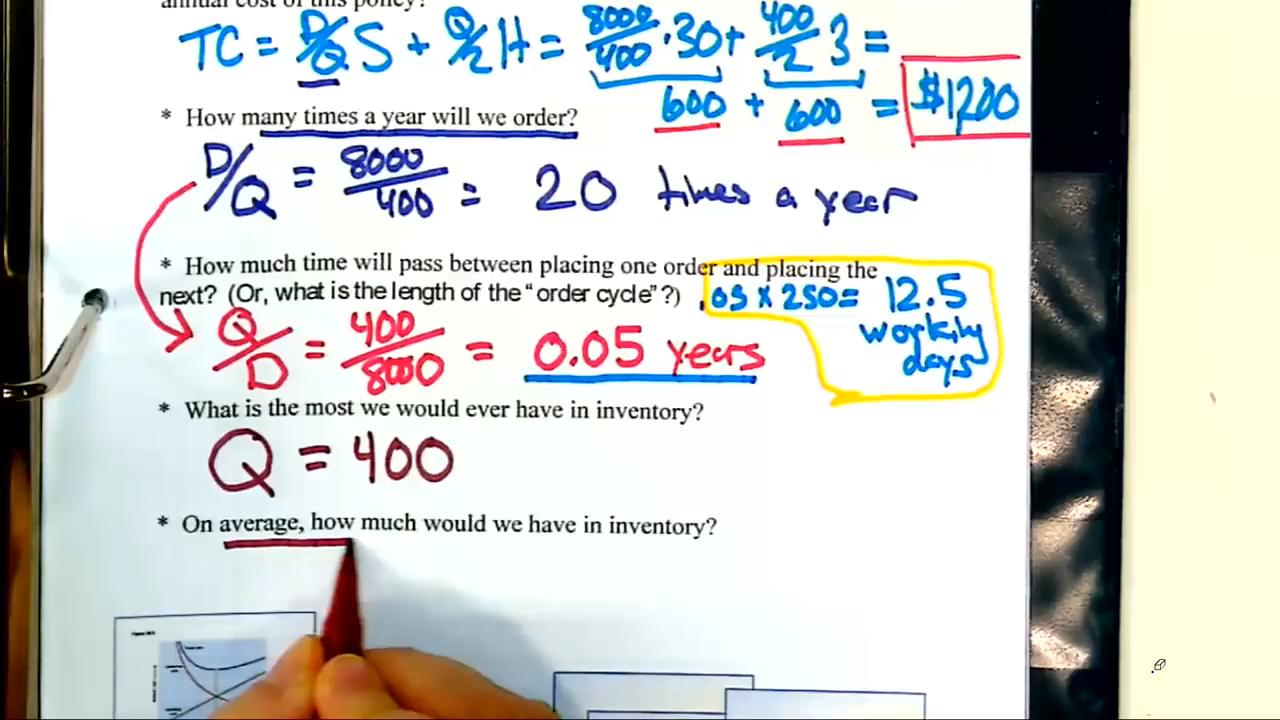 annual cost of this policy?
TC = D/Q S + Q/2 H = 8000/400 · 30 + 400/2 3 =
600 + 600 = $1200
* How many times a year will we order?
D/Q = 8000/400 = 20 times a year
* How much time will pass between placing one order and placing the
next? (Or, what is the length of the "order cycle"?) .05 x 250 = 12.5
working
days
Q/D = 400/8000 = 0.05 years
* What is the most we would ever have in inventory?
Q = 400
* On average, how much would we have in inventory?